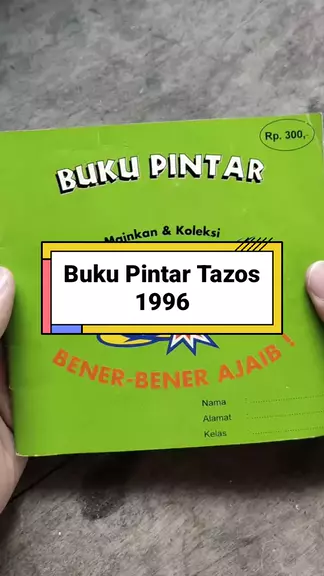 Rp. 300,-
BUKU PINTAR
Mainkan & Koleksi
Buku Pintar Tazos
1996
BENER-BENER AJAIB !
Nama :
Alamat :
Kelas :